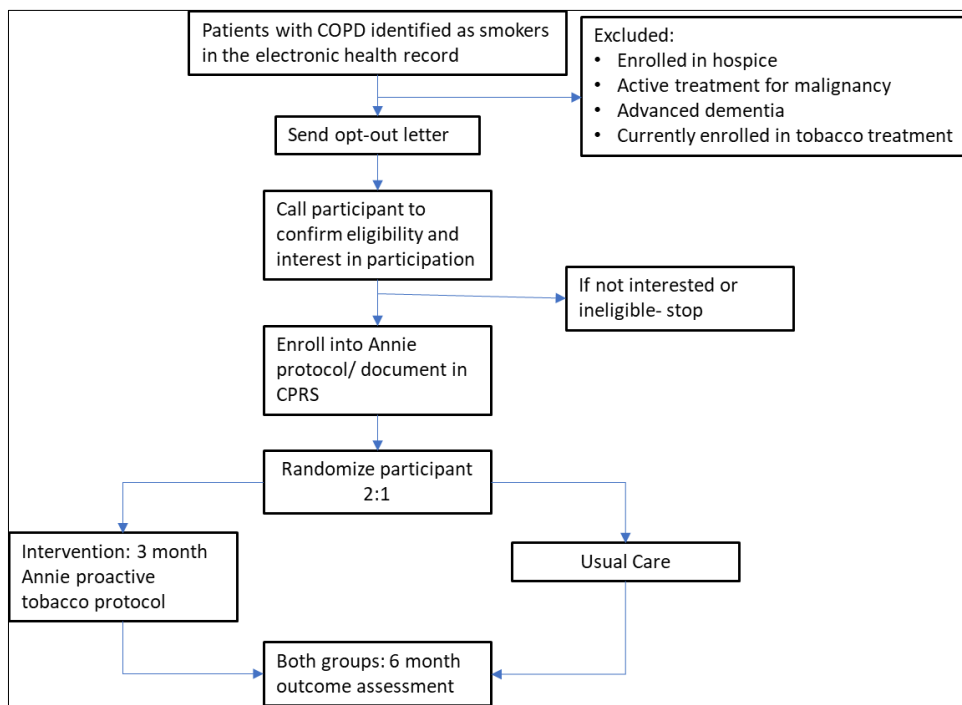 Patients with COPD identified as smokers
in the electronic health record
Excluded:
• Enrolled in hospice
• Active treatment for malignancy
• Advanced dementia
• Currently enrolled in tobacco treatment
Send opt-out letter
Call participant to
confirm eligibility and
interest in participation
If not interested or
ineligible- stop
Enroll into Annie
protocol/ document in
CPRS
Randomize participant
2:1
Intervention: 3 month
Annie proactive
tobacco protocol
Usual Care
Both groups: 6 month
outcome assessment